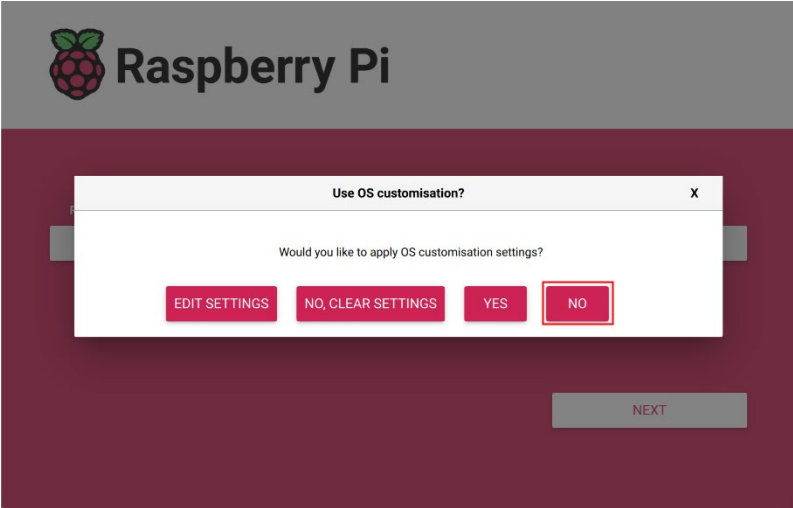 Raspberry Pi
Use OS customisation?
X
Would you like to apply OS customisation settings?
EDIT SETTINGS
NO, CLEAR SETTINGS
YES
NO
NEXT